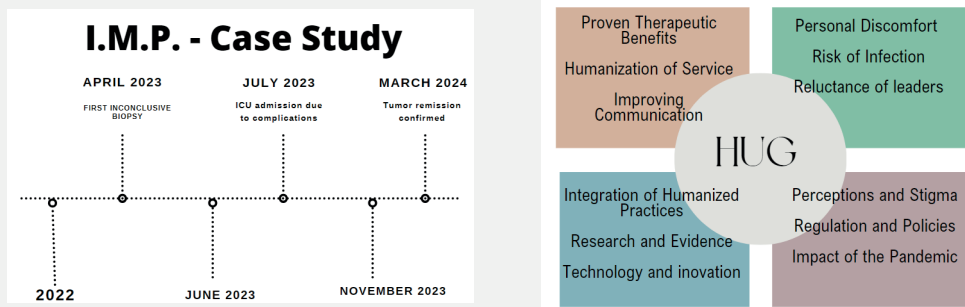 I.M.P. - Case Study
APRIL 2023
JULY 2023
MARCH 2024
FIRST INCONCLUSIVE
BIOPSY
ICU admission due
to complications
Tumor remission
confirmed
2022
JUNE 2023
NOVEMBER 2023
Proven Therapeutic
Benefits
Humanization of Service
Improving
Communication
Personal Discomfort
Risk of Infection
Reluctance of leaders
HUG
Integration of Humanized
Practices
Research and Evidence
Technology and inovation
Perceptions and Stigma
Regulation and Policies
Impact of the Pandemic